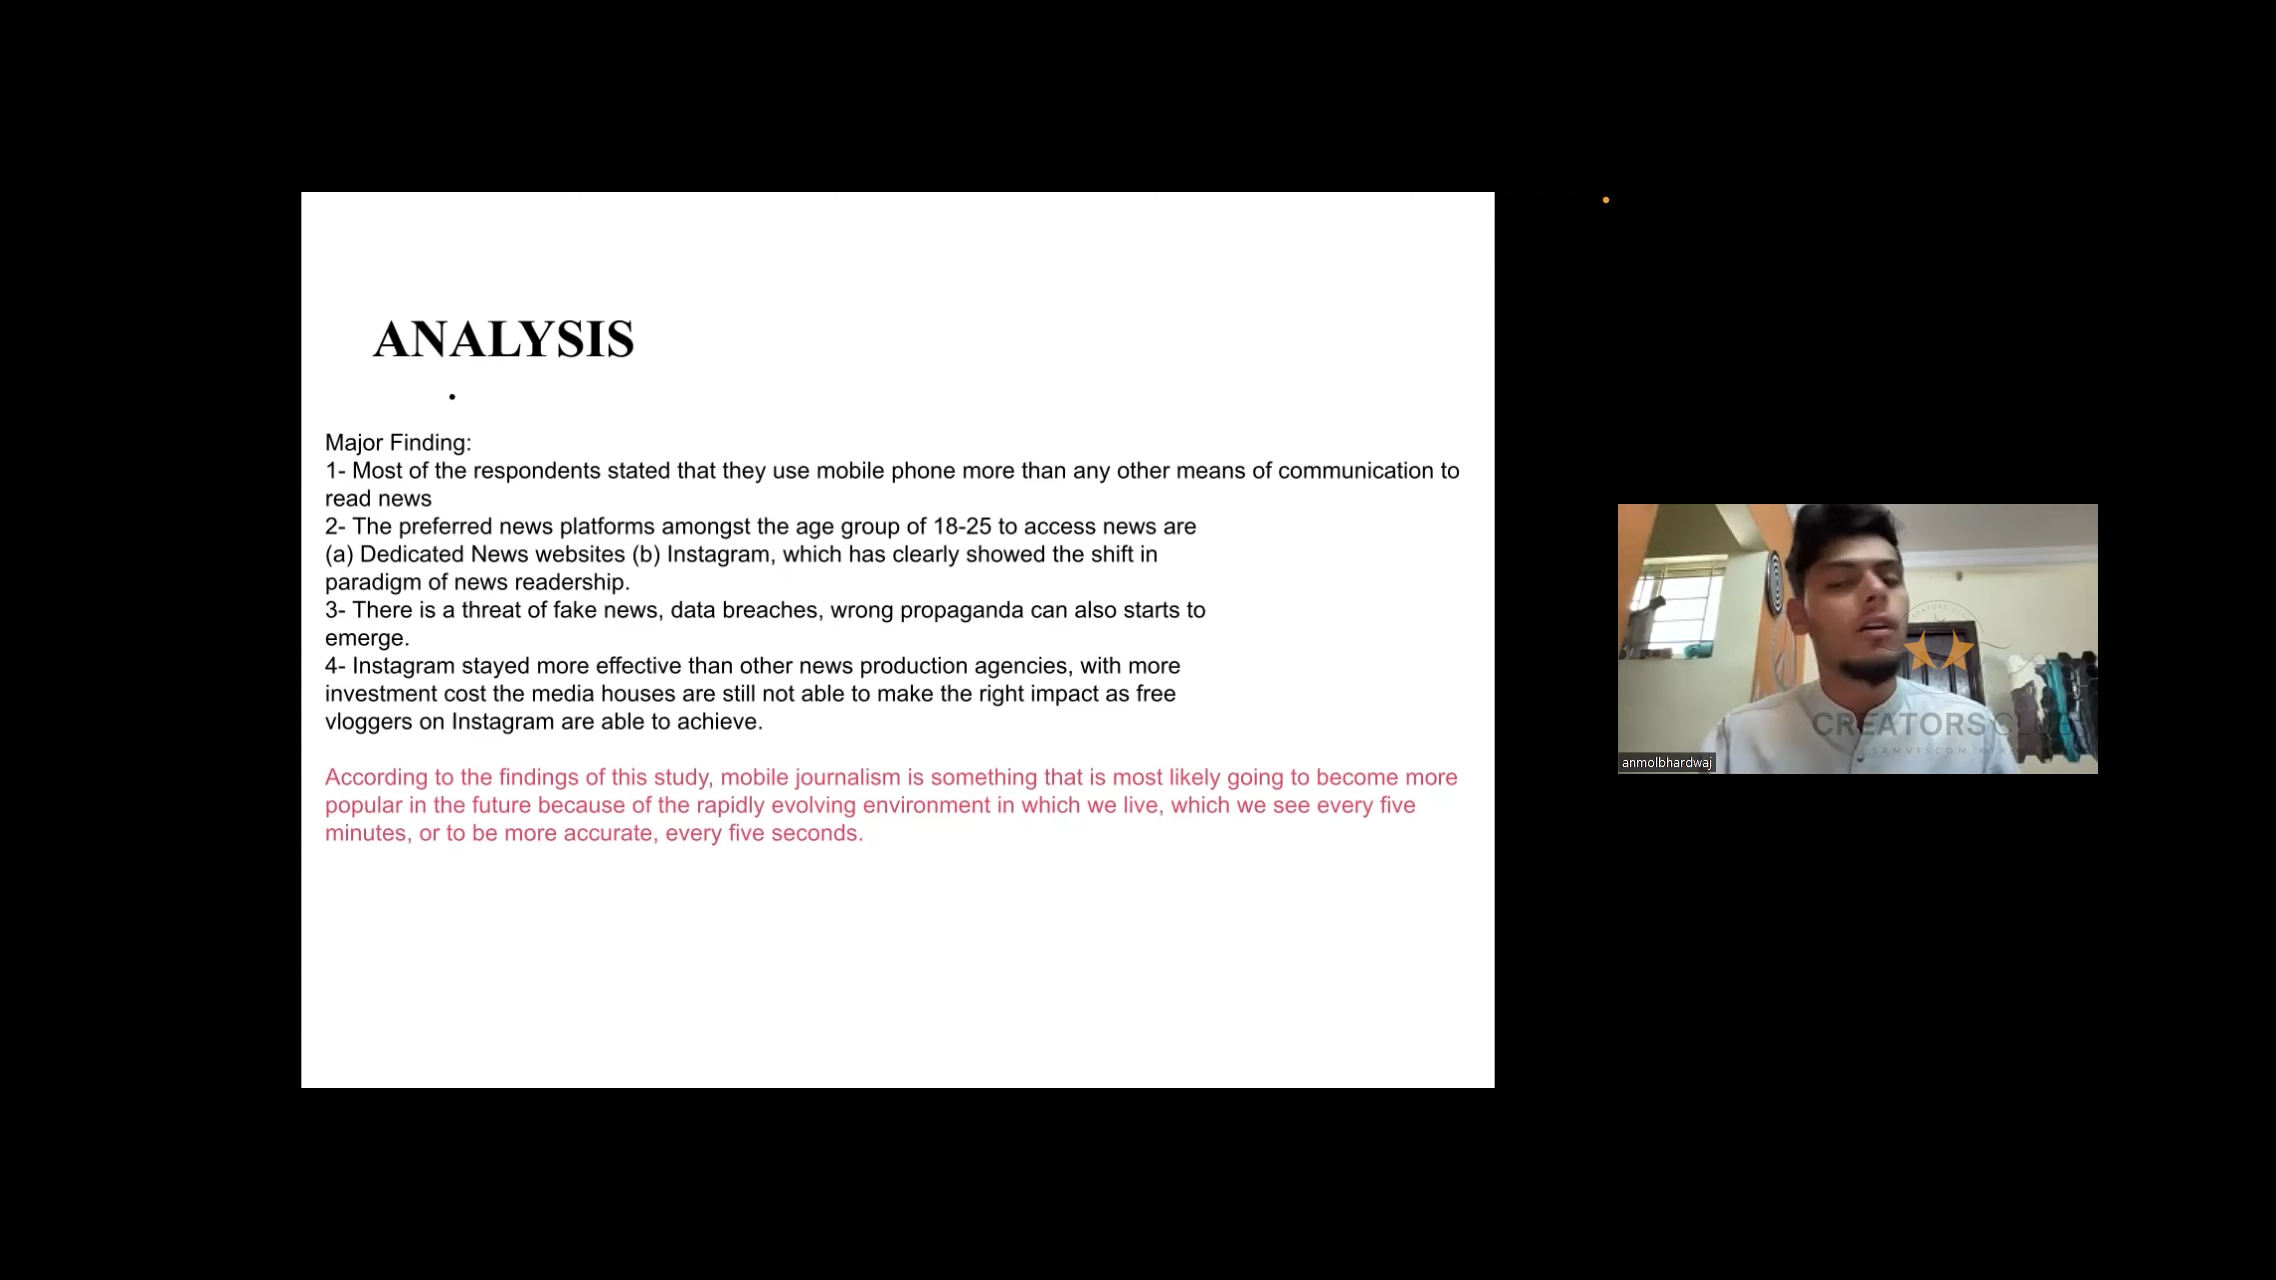 ANALYSIS
•
Major Finding:
1- Most of the respondents stated that they use mobile phone more than any other means of communication to
read news
2- The preferred news platforms amongst the age group of 18-25 to access news are
(a) Dedicated News websites (b) Instagram, which has clearly showed the shift in
paradigm of news readership.
3- There is a threat of fake news, data breaches, wrong propaganda can also starts to
emerge.
4- Instagram stayed more effective than other news production agencies, with more
investment cost the media houses are still not able to make the right impact as free
vloggers on Instagram are able to achieve.
According to the findings of this study, mobile journalism is something that is most likely going to become more
popular in the future because of the rapidly evolving environment in which we live, which we see every five
minutes, or to be more accurate, every five seconds.
CREATORS CLUB
SRMVISCOM KTR
anmolbhardwaj